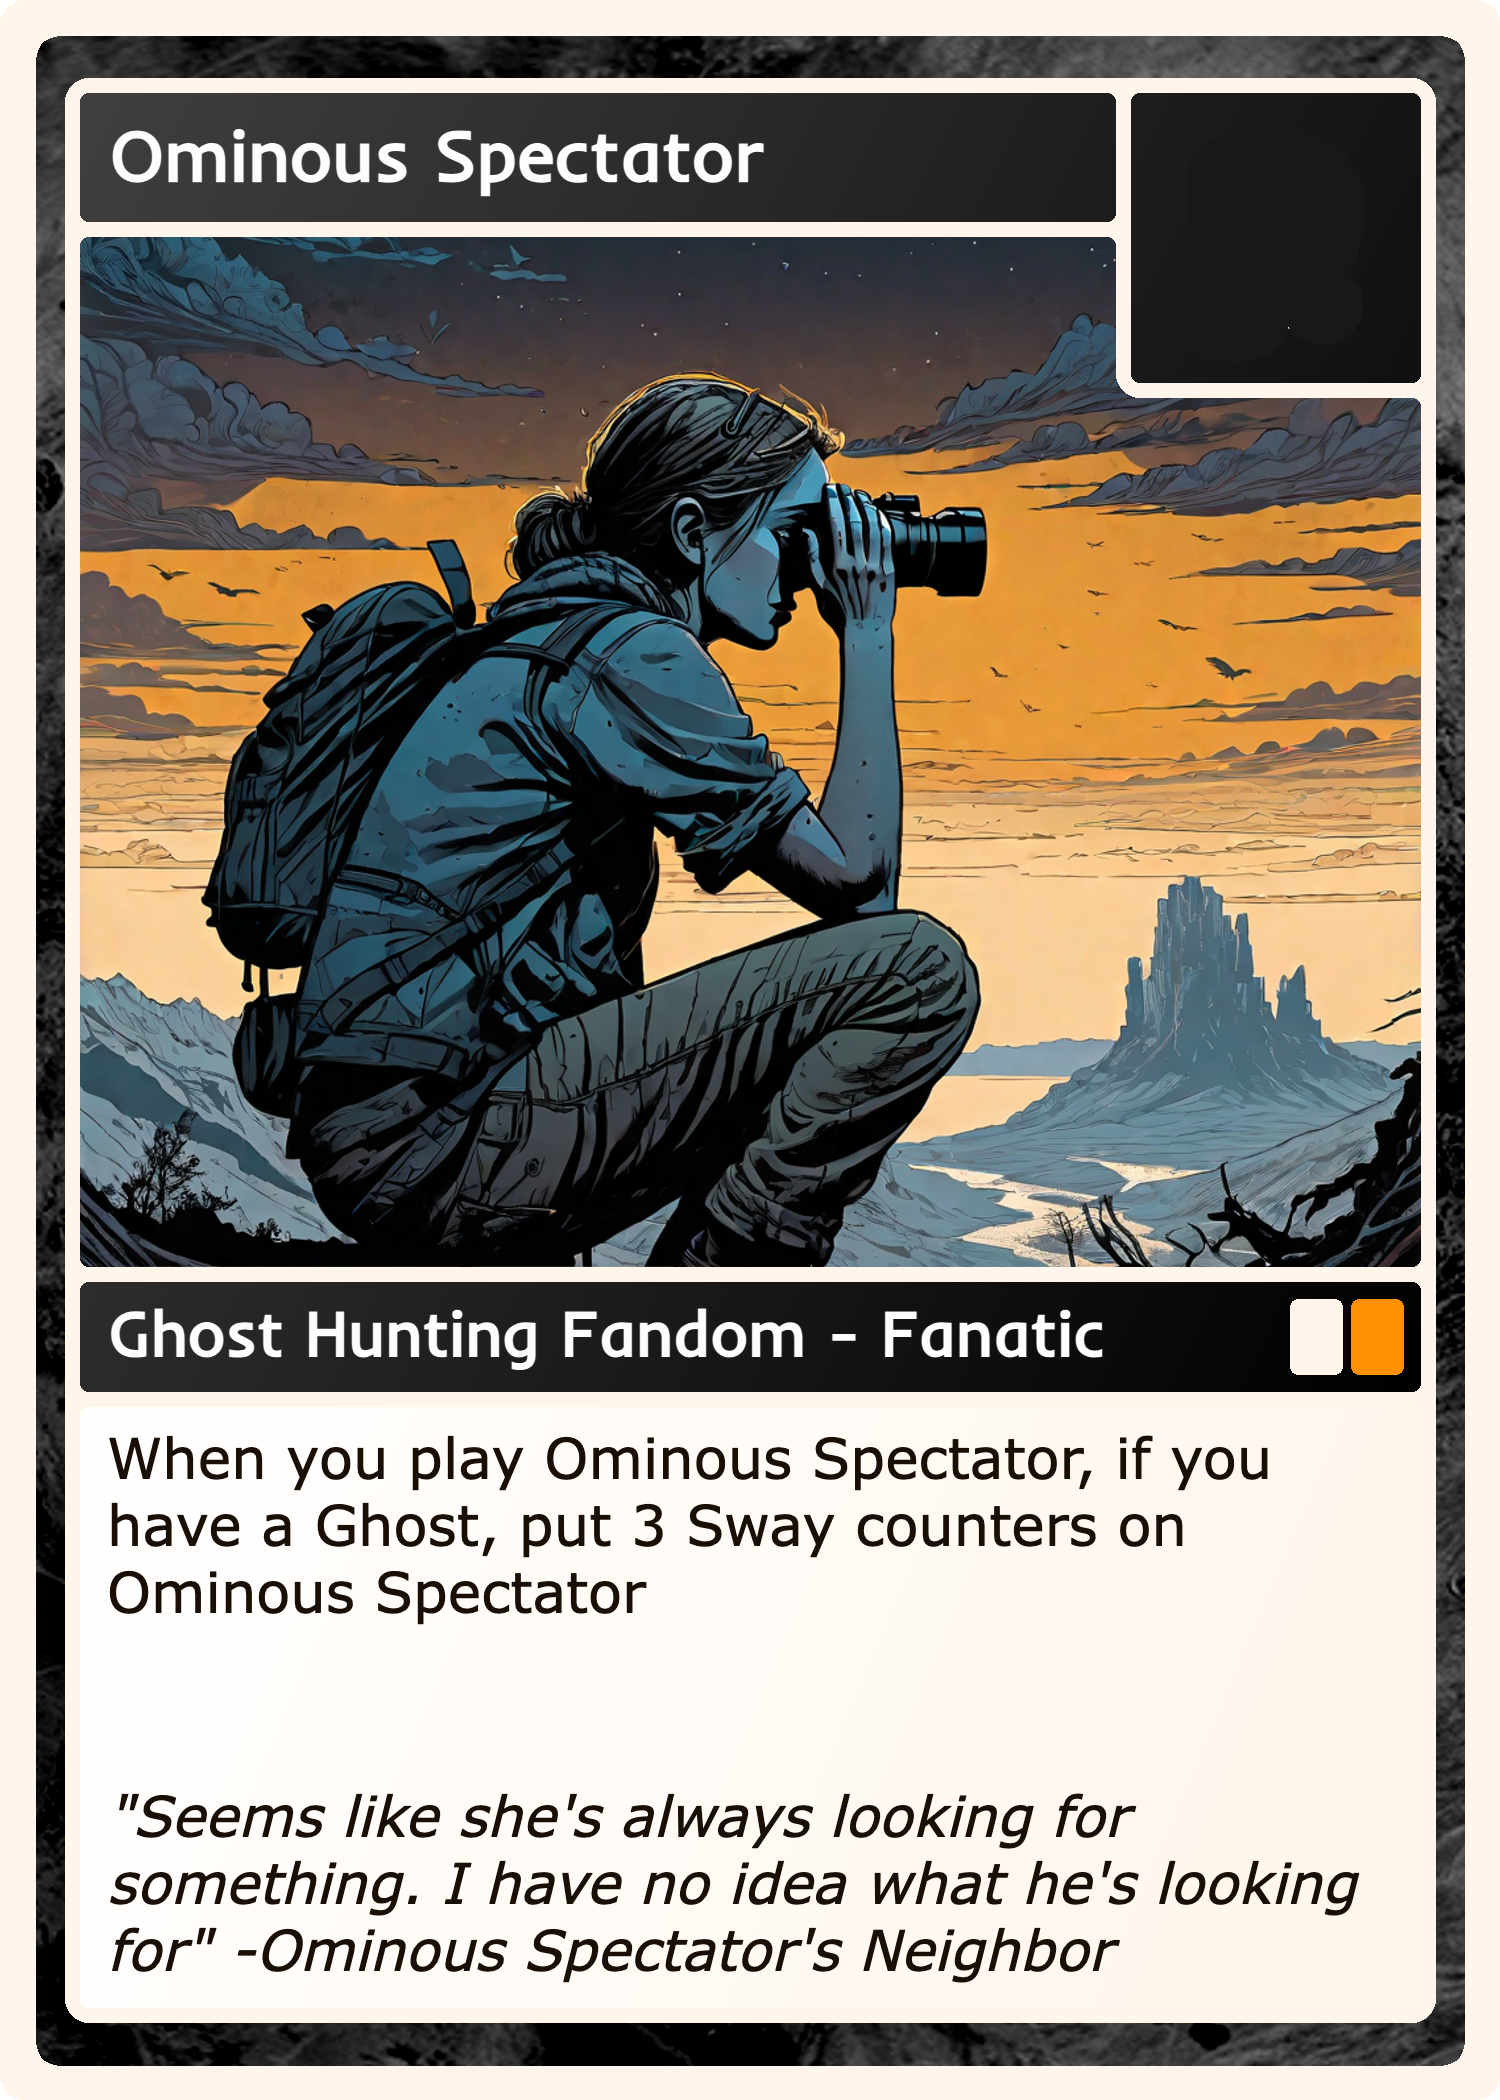 Ominous Spectator
Ghost Hunting Fandom - Fanatic
When you play Ominous Spectator, if you
have a Ghost, put 3 Sway counters on
Ominous Spectator
"Seems like she's always looking for
something. I have no idea what he's looking
for" -Ominous Spectator's Neighbor